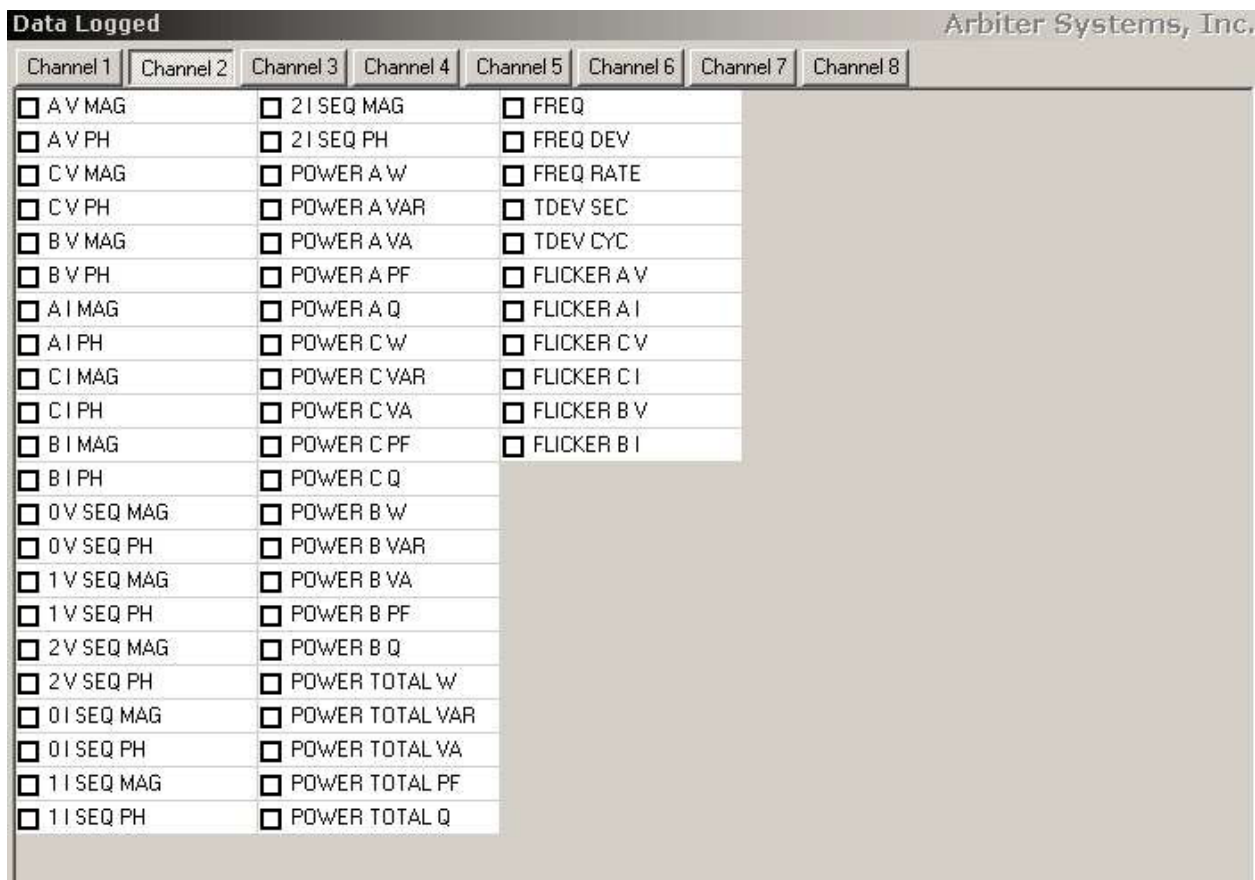 Data Logged
Arbiter Systems, Inc.
Channel 1 Channel 2 Channel 3 Channel 4 Channel 5 Channel 6 Channel 7 Channel 8
A V MAG
A V PH
C V MAG
C V PH
B V MAG
B V PH
A I MAG
A I PH
C I MAG
C I PH
B I MAG
B I PH
0 V SEQ MAG
0 V SEQ PH
1 V SEQ MAG
1 V SEQ PH
2 V SEQ MAG
2 V SEQ PH
0 I SEQ MAG
0 I SEQ PH
1 I SEQ MAG
1 I SEQ PH
2 I SEQ MAG
2 I SEQ PH
POWER A W
POWER A VAR
POWER A VA
POWER A PF
POWER A Q
POWER C W
POWER C VAR
POWER C VA
POWER C PF
POWER C Q
POWER B W
POWER B VAR
POWER B VA
POWER B PF
POWER B Q
POWER TOTAL W
POWER TOTAL VAR
POWER TOTAL VA
POWER TOTAL PF
POWER TOTAL Q
FREQ
FREQ DEV
FREQ RATE
TDEV SEC
TDEV CYC
FLICKER A V
FLICKER A I
FLICKER C V
FLICKER C I
FLICKER B V
FLICKER B I